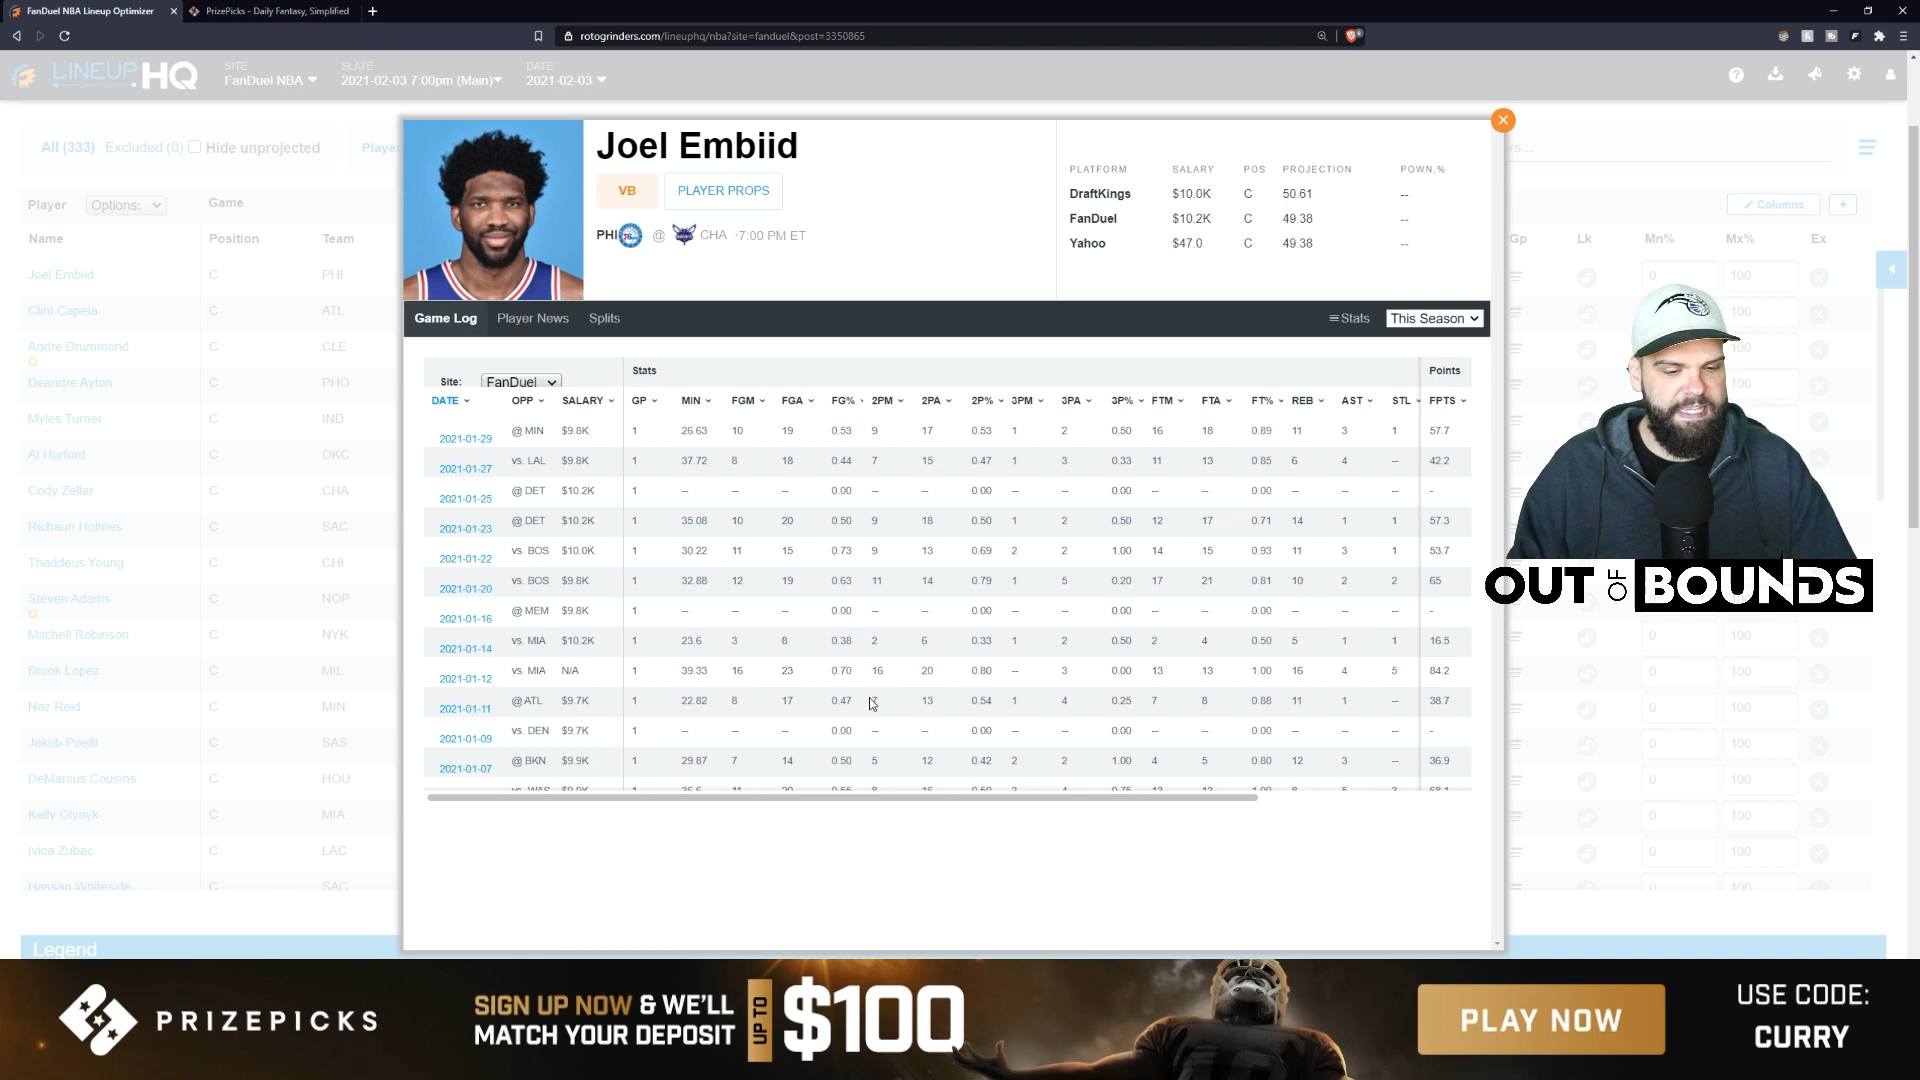 FanDuel NBA Lineup Optimizer
PrizePicks - Daily Fantasy, Simplified
rotogrinders.com/lineuphq/nba?site=fanduel&post=3350865
LINEUPHQ
SITE
FanDuel NBA
SLATE
2021-02-03 7:00pm (Main)
DATE
2021-02-03
All (333) Excluded (0) Hide unprojected
Player Options: Game
Columns
Name Position Team
Gp Lk Mn% Mx% Ex
Joel Embiid C PHI
0 100
Clint Capela C ATL
Andre Drummond C CLE
Q
100
Deandre Ayton C PHO
100
Myles Turner C IND
Al Horford C OKC
Cody Zeller C CHA
Richaun Holmes C SAC
Thaddeus Young C CHI
Steven Adams C NOP
Q
Mitchell Robinson C NYK
0 100
Brook Lopez C MIL
0 100
Naz Reid C MIN
0 100
Jakob Poeltl C SAS
0 100
DeMarcus Cousins C HOU
0 100
Kelly Olynyk C MIA
0 100
Ivica Zubac C LAC
0 100
Hassan Whiteside C SAC
0 100
Legend
Joel Embiid
VB PLAYER PROPS
PHI @ CHA ·7:00 PM ET
PLATFORM SALARY POS PROJECTION POWN,%
DraftKings $10.0K C 50.61 --
FanDuel $10.2K C 49.38 --
Yahoo $47.0 C 49.38 --
Game Log Player News Splits Stats This Season
Site: FanDuel Stats Points
DATE OPP SALARY GP MIN FGM FGA FG% 2PM 2PA 2P% 3PM 3PA 3P% FTM FTA FT% REB AST STL FPTS
2021-01-29 @ MIN $9.8K 1 26.63 10 19 0.53 9 17 0.53 1 2 0.50 16 18 0.89 11 3 1 57.7
2021-01-27 vs. LAL $9.8K 1 37.72 8 18 0.44 7 15 0.47 1 3 0.33 11 13 0.85 6 4 -- 42.2
2021-01-25 @ DET $10.2K 1 -- -- -- 0.00 -- -- 0.00 -- -- 0.00 -- -- 0.00 -- -- -- -
2021-01-23 @ DET $10.2K 1 35.08 10 20 0.50 9 18 0.50 1 2 0.50 12 17 0.71 14 1 1 57.3
2021-01-22 vs. BOS $10.0K 1 30.22 11 15 0.73 9 13 0.69 2 2 1.00 14 15 0.93 11 3 1 53.7
2021-01-20 vs. BOS $9.8K 1 32.88 12 19 0.63 11 14 0.79 1 5 0.20 17 21 0.81 10 2 2 65
2021-01-16 @ MEM $9.8K 1 -- -- -- 0.00 -- -- 0.00 -- -- 0.00 -- -- 0.00 -- -- -- -
2021-01-14 vs. MIA $10.2K 1 23.6 3 8 0.38 2 6 0.33 1 2 0.50 2 4 0.50 5 1 1 16.5
2021-01-12 vs. MIA N/A 1 39.33 16 23 0.70 16 20 0.80 -- 3 0.00 13 13 1.00 16 4 5 84.2
2021-01-11 @ ATL $9.7K 1 22.82 8 17 0.47 13 0.54 1 4 0.25 7 8 0.88 11 1 -- 38.7
2021-01-09 vs. DEN $9.7K 1 -- -- -- 0.00 -- -- 0.00 -- -- 0.00 -- -- 0.00 -- -- -- -
2021-01-07 @ BKN $9.9K 1 29.87 7 14 0.50 5 12 0.42 2 2 1.00 4 5 0.80 12 3 -- 36.9
OUT OF BOUNDS
PRIZEPICKS
SIGN UP NOW & WE'LL
MATCH YOUR DEPOSIT
UP TO
$100
PLAY NOW
USE CODE:
CURRY